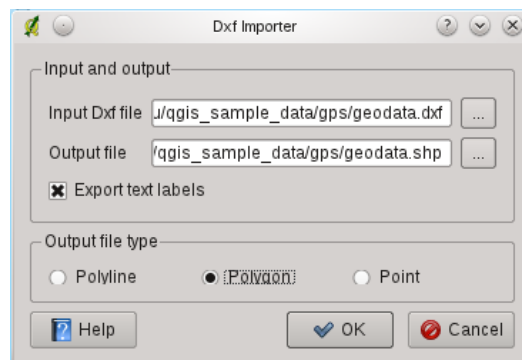 Dxf Importer
Input and output
Input Dxf file
u/qgis_sample_data/gps/geodata.dxf
...
Output file
/qgis_sample_data/gps/geodata.shp
...
Export text labels
Output file type
Polyline
Polygon
Point
Help
OK
Cancel